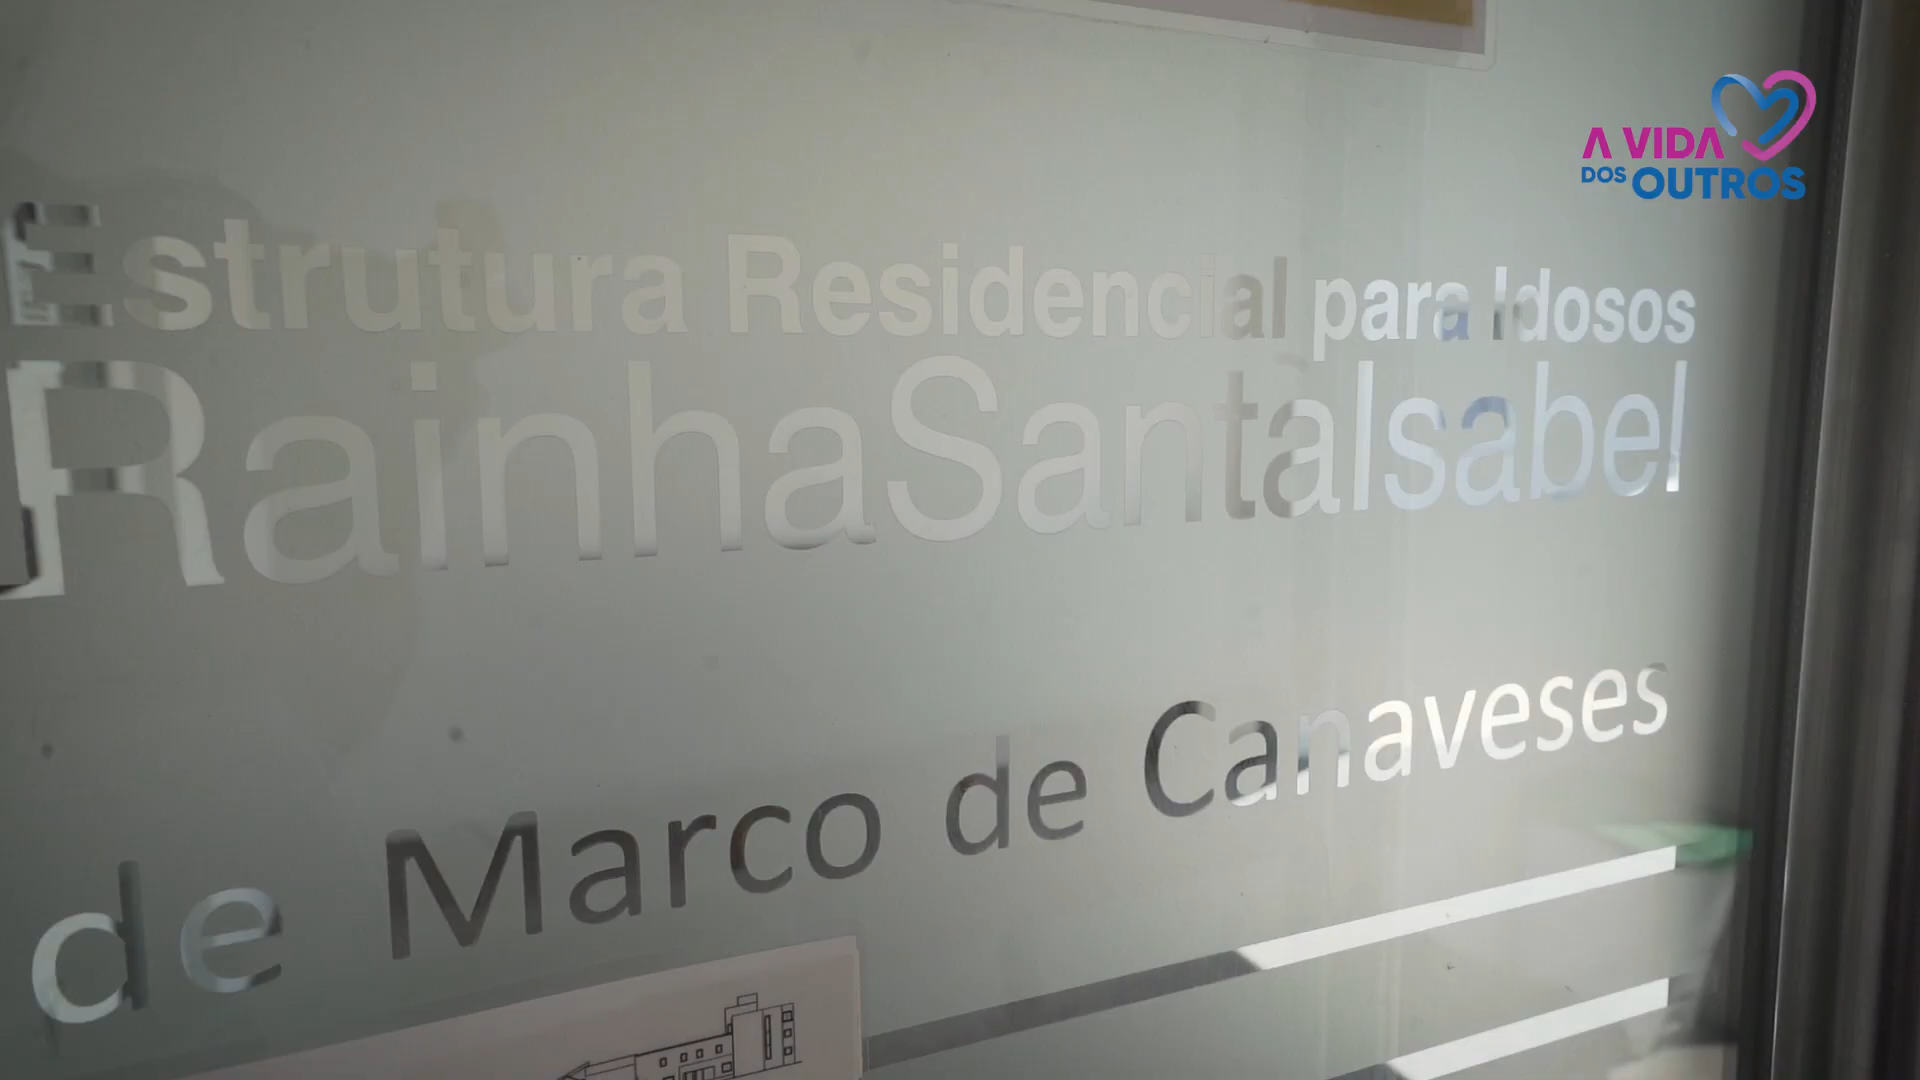 A VIDA
DOS OUTROS
Estrutura Residencial para Idosos
RainhaSantaIsabel
de Marco de Canaveses